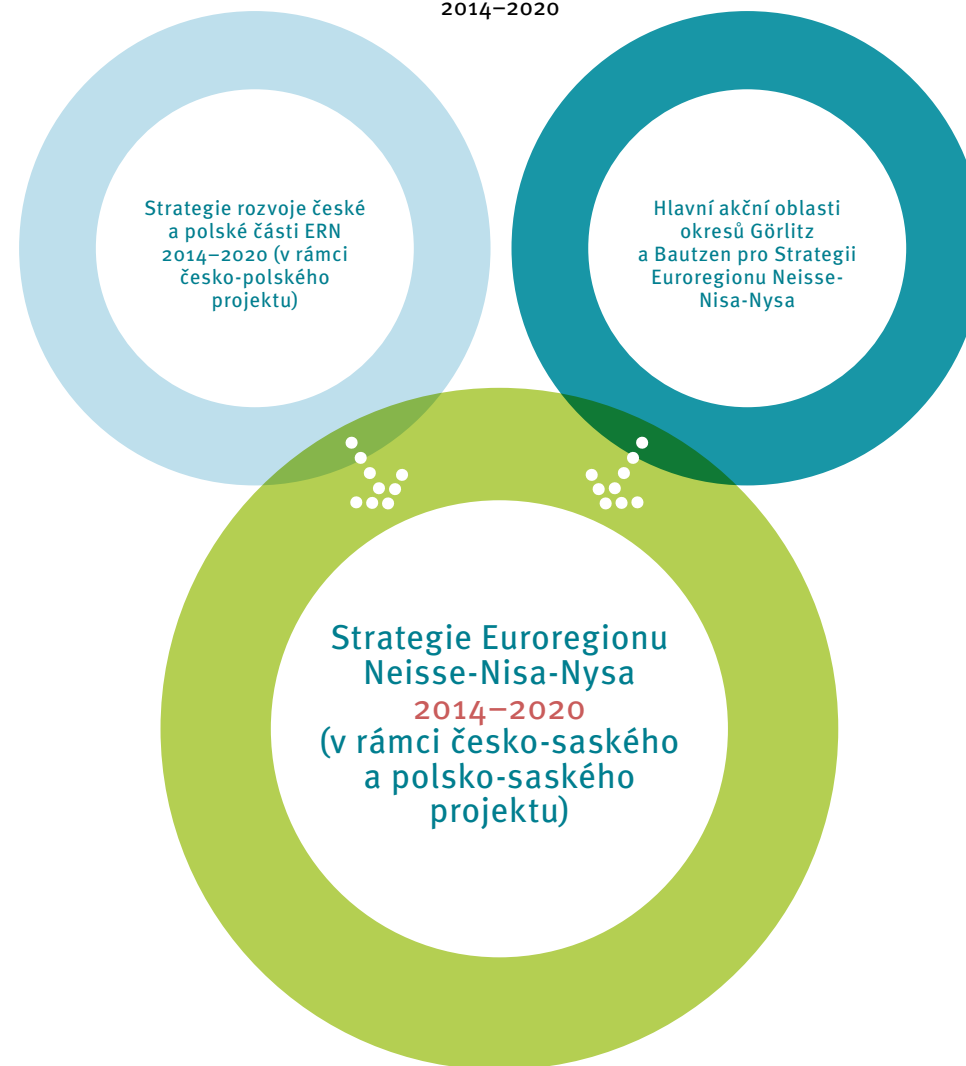 2014–2020
Strategie rozvoje české
a polské části ERN
2014–2020 (v rámci
česko-polského
projektu)
Hlavní akční oblasti
okresů Görlitz
a Bautzen pro Strategii
Euroregionu Neisse-
Nisa-Nysa
Strategie Euroregionu
Neisse-Nisa-Nysa
2014–2020
(v rámci česko-saského
a polsko-saského
projektu)